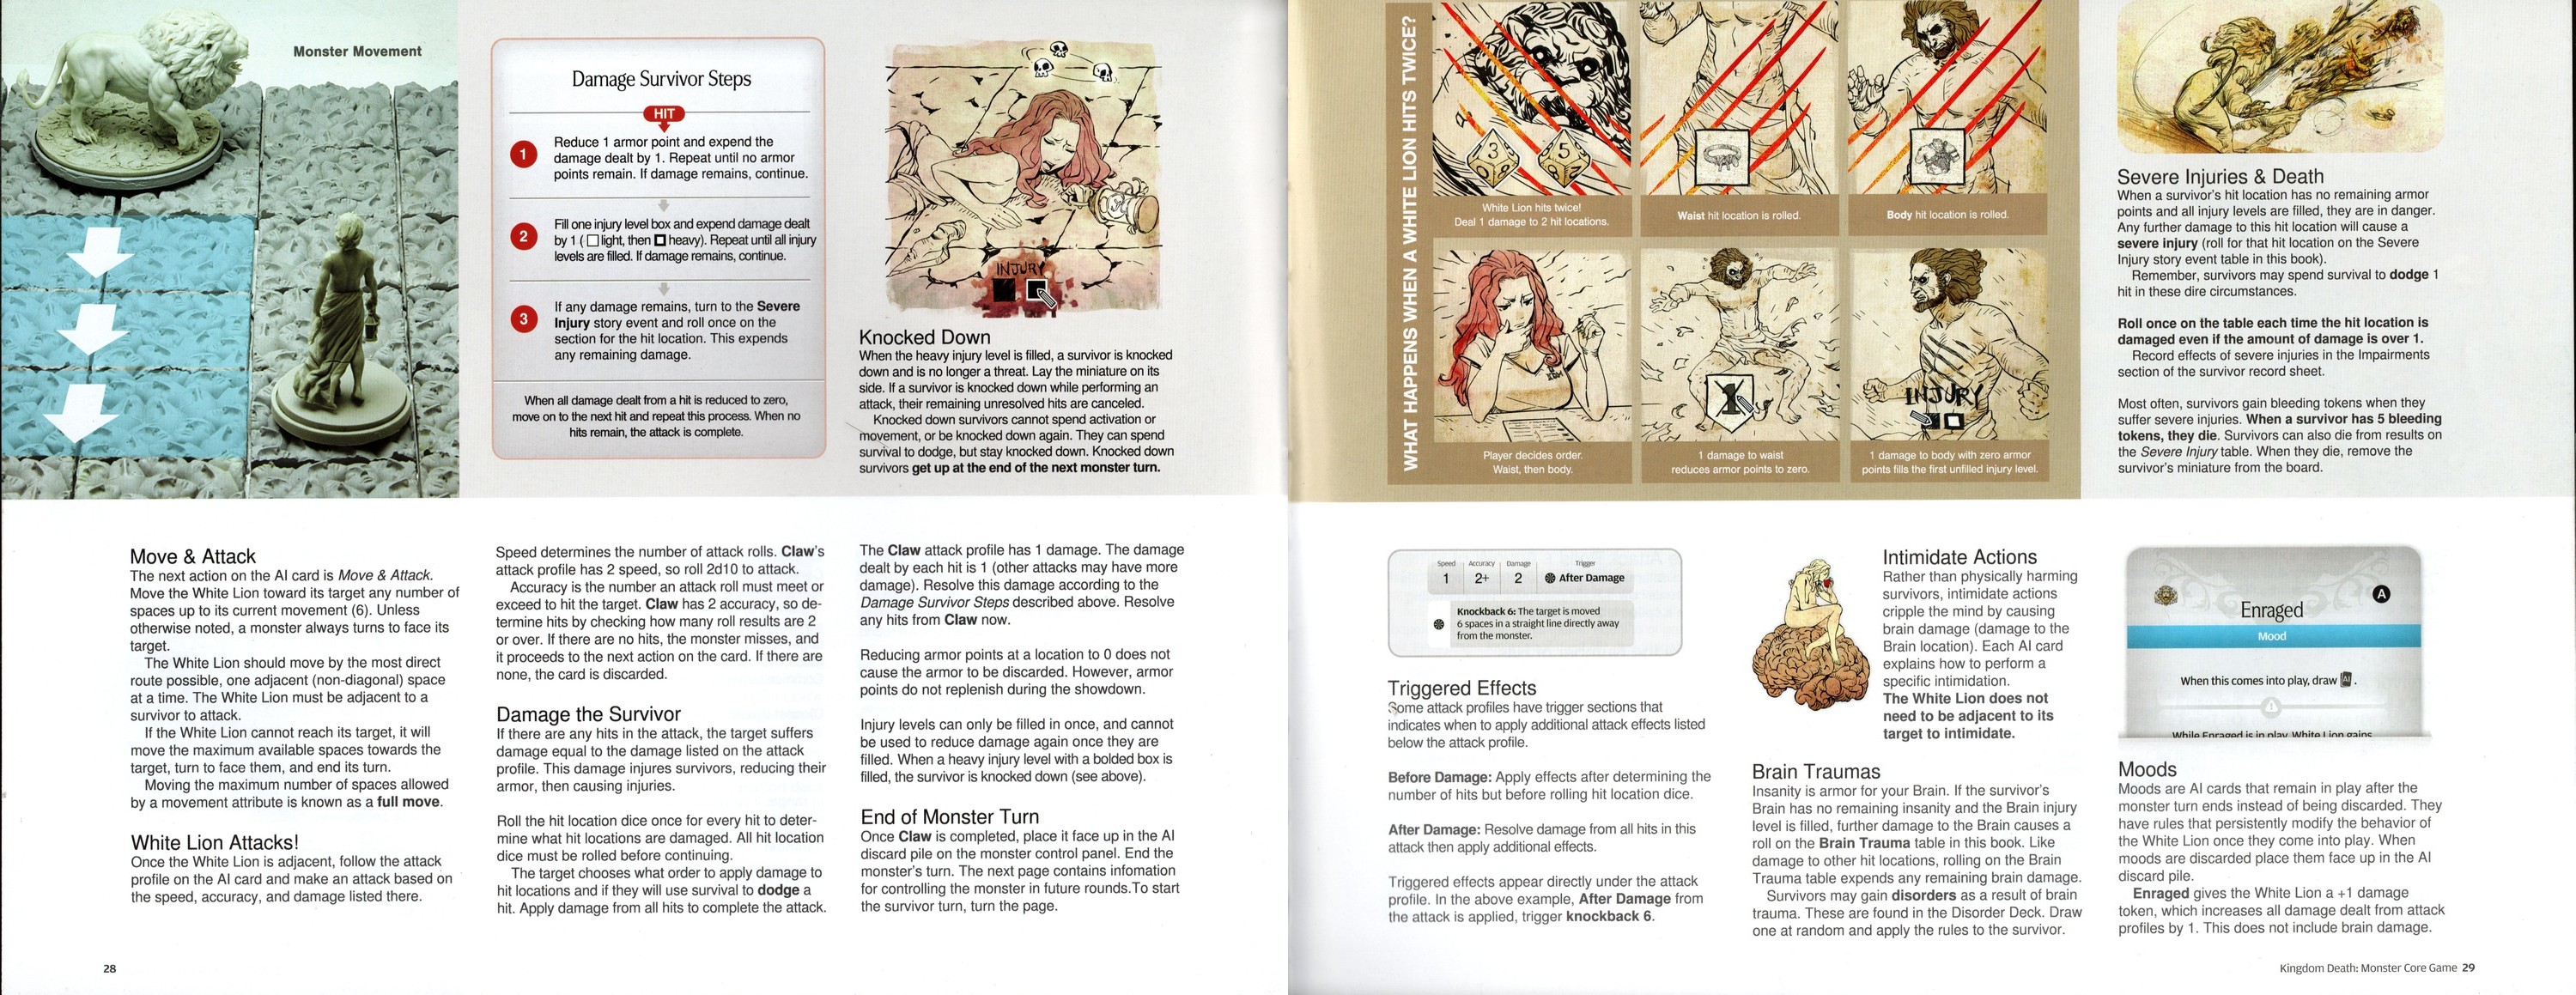 Monster Movement
Damage Survivor Steps
HIT
1
Reduce 1 armor point and expend the
damage dealt by 1. Repeat until no armor
points remain. If damage remains, continue.
2
Fill one injury level box and expend damage dealt
by 1 ( light, then heavy). Repeat until all injury
levels are filled. If damage remains, continue.
3
If any damage remains, turn to the Severe
Injury story event and roll once on the
section for the hit location. This expends
any remaining damage.
When all damage dealt from a hit is reduced to zero,
move on to the next hit and repeat this process. When no
hits remain, the attack is complete.
INJURY
Knocked Down
When the heavy injury level is filled, a survivor is knocked
down and is no longer a threat. Lay the miniature on its
side. If a survivor is knocked down while performing an
attack, their remaining unresolved hits are canceled.
Knocked down survivors cannot spend activation or
movement, or be knocked down again. They can spend
survival to dodge, but stay knocked down. Knocked down
survivors get up at the end of the next monster turn.
Move & Attack
The next action on the AI card is Move & Attack.
Move the White Lion toward its target any number of
spaces up to its current movement (6). Unless
otherwise noted, a monster always turns to face its
target.
The White Lion should move by the most direct
route possible, one adjacent (non-diagonal) space
at a time. The White Lion must be adjacent to a
survivor to attack.
If the White Lion cannot reach its target, it will
move the maximum available spaces towards the
target, turn to face them, and end its turn.
Moving the maximum number of spaces allowed
by a movement attribute is known as a full move.
White Lion Attacks!
Once the White Lion is adjacent, follow the attack
profile on the AI card and make an attack based on
the speed, accuracy, and damage listed there.
Speed determines the number of attack rolls. Claw's
attack profile has 2 speed, so roll 2d10 to attack.
Accuracy is the number an attack roll must meet or
exceed to hit the target. Claw has 2 accuracy, so de-
termine hits by checking how many roll results are 2
or over. If there are no hits, the monster misses, and
it proceeds to the next action on the card. If there are
none, the card is discarded.
Damage the Survivor
If there are any hits in the attack, the target suffers
damage equal to the damage listed on the attack
profile. This damage injures survivors, reducing their
armor, then causing injuries.
Roll the hit location dice once for every hit to deter-
mine what hit locations are damaged. All hit location
dice must be rolled before continuing.
The target chooses what order to apply damage to
hit locations and if they will use survival to dodge a
hit. Apply damage from all hits to complete the attack.
The Claw attack profile has 1 damage. The damage
dealt by each hit is 1 (other attacks may have more
damage). Resolve this damage according to the
Damage Survivor Steps described above. Resolve
any hits from Claw now.
Reducing armor points at a location to 0 does not
cause the armor to be discarded. However, armor
points do not replenish during the showdown.
Injury levels can only be filled in once, and cannot
be used to reduce damage again once they are
filled. When a heavy injury level with a bolded box is
filled, the survivor is knocked down (see above).
End of Monster Turn
Once Claw is completed, place it face up in the AI
discard pile on the monster control panel. End the
monster's turn. The next page contains infomation
for controlling the monster in future rounds.To start
the survivor turn, turn the page.
28
WHAT HAPPENS WHEN A WHITE LION HITS TWICE?
3
5
White Lion hits twice!
Deal 1 damage to 2 hit locations.
Waist hit location is rolled.
Body hit location is rolled.
Player decides order.
Waist, then body.
1
1 damage to waist
reduces armor points to zero.
INJURY
1 damage to body with zero armor
points fills the first unfilled injury level.
Severe Injuries & Death
When a survivor's hit location has no remaining armor
points and all injury levels are filled, they are in danger.
Any further damage to this hit location will cause a
severe injury (roll for that hit location on the Severe
Injury story event table in this book).
Remember, survivors may spend survival to dodge 1
hit in these dire circumstances.
Roll once on the table each time the hit location is
damaged even if the amount of damage is over 1.
Record effects of severe injuries in the Impairments
section of the survivor record sheet.
Most often, survivors gain bleeding tokens when they
suffer severe injuries. When a survivor has 5 bleeding
tokens, they die. Survivors can also die from results on
the Severe Injury table. When they die, remove the
survivor's miniature from the board.
Speed Accuracy Damage Trigger
1 2+ 2 After Damage
Knockback 6: The target is moved
6 spaces in a straight line directly away
from the monster.
Triggered Effects
Some attack profiles have trigger sections that
indicates when to apply additional attack effects listed
below the attack profile.
Before Damage: Apply effects after determining the
number of hits but before rolling hit location dice.
After Damage: Resolve damage from all hits in this
attack then apply additional effects.
Triggered effects appear directly under the attack
profile. In the above example, After Damage from
the attack is applied, trigger knockback 6.
Intimidate Actions
Rather than physically harming
survivors, intimidate actions
cripple the mind by causing
brain damage (damage to the
Brain location). Each AI card
explains how to perform a
specific intimidation.
The White Lion does not
need to be adjacent to its
target to intimidate.
Brain Traumas
Insanity is armor for your Brain. If the survivor's
Brain has no remaining insanity and the Brain injury
level is filled, further damage to the Brain causes a
roll on the Brain Trauma table in this book. Like
damage to other hit locations, rolling on the Brain
Trauma table expends any remaining brain damage.
Survivors may gain disorders as a result of brain
trauma. These are found in the Disorder Deck. Draw
one at random and apply the rules to the survivor.
A
Enraged
Mood
When this comes into play, draw AI .
While Enraged is in play, White Lion gains
Moods
Moods are AI cards that remain in play after the
monster turn ends instead of being discarded. They
have rules that persistently modify the behavior of
the White Lion once they come into play. When
moods are discarded place them face up in the AI
discard pile.
Enraged gives the White Lion a +1 damage
token, which increases all damage dealt from attack
profiles by 1. This does not include brain damage.
Kingdom Death: Monster Core Game 29